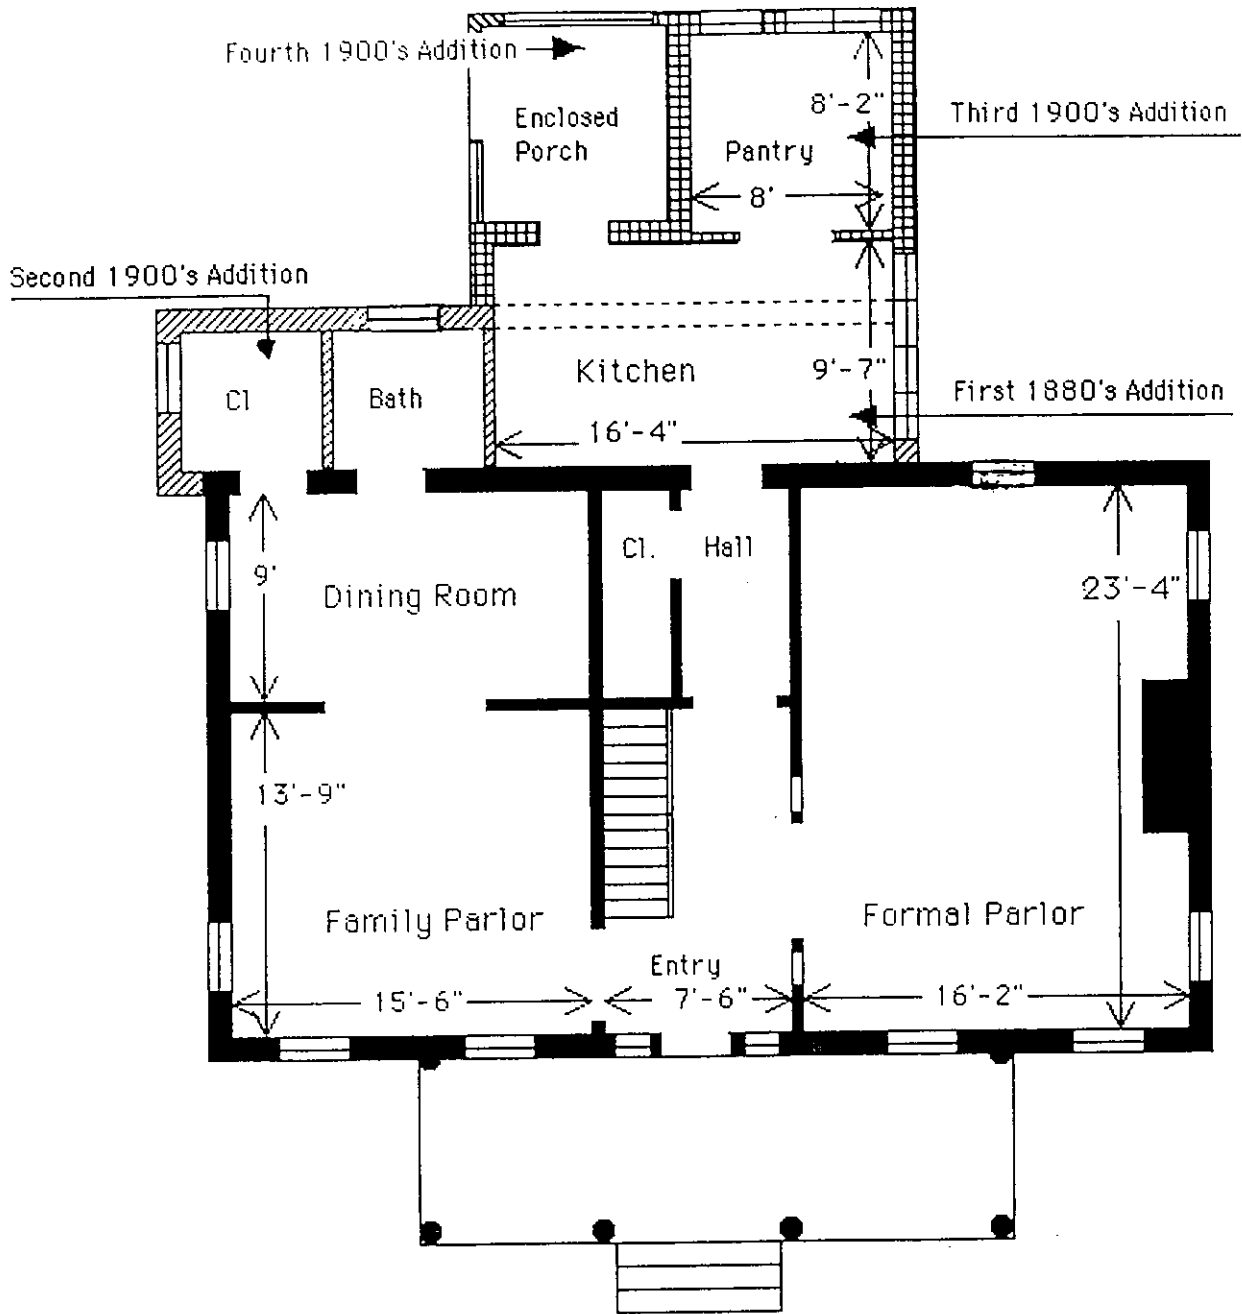 Fourth 1900's Addition
8'-2"
Third 1900's Addition
Enclosed
Porch
Pantry
8'
Second 1900's Addition
Kitchen
9'-7"
First 1880's Addition
Cl
Bath
16'-4"
Cl.
Hall
9'
Dining Room
23'-4"
13'-9"
Family Parlor
Formal Parlor
Entry
15'-6"
7'-6"
16'-2"